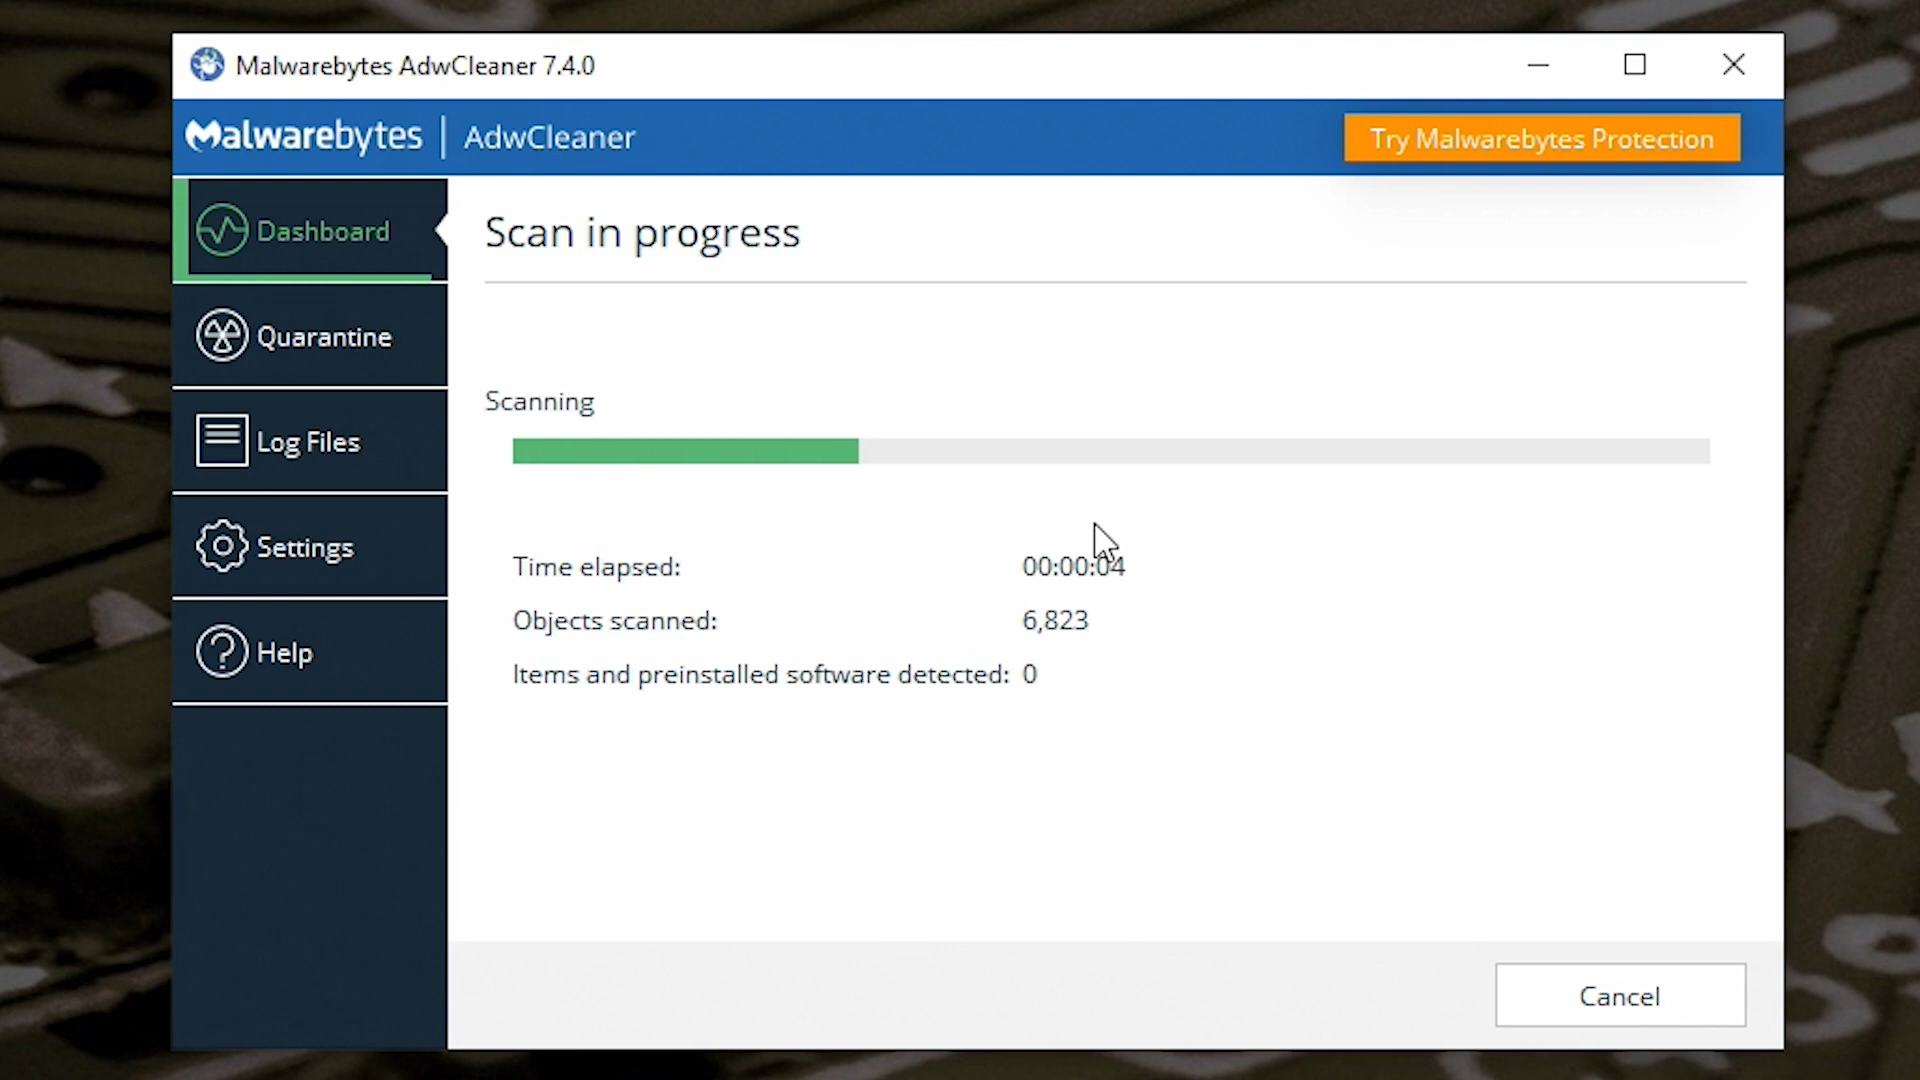 Malwarebytes AdwCleaner 7.4.0
Malwarebytes | AdwCleaner
Try Malwarebytes Protection
Dashboard
Quarantine
Log Files
Settings
Help
Scan in progress
Scanning
Time elapsed: 00:00:04
Objects scanned: 6,823
Items and preinstalled software detected: 0
Cancel